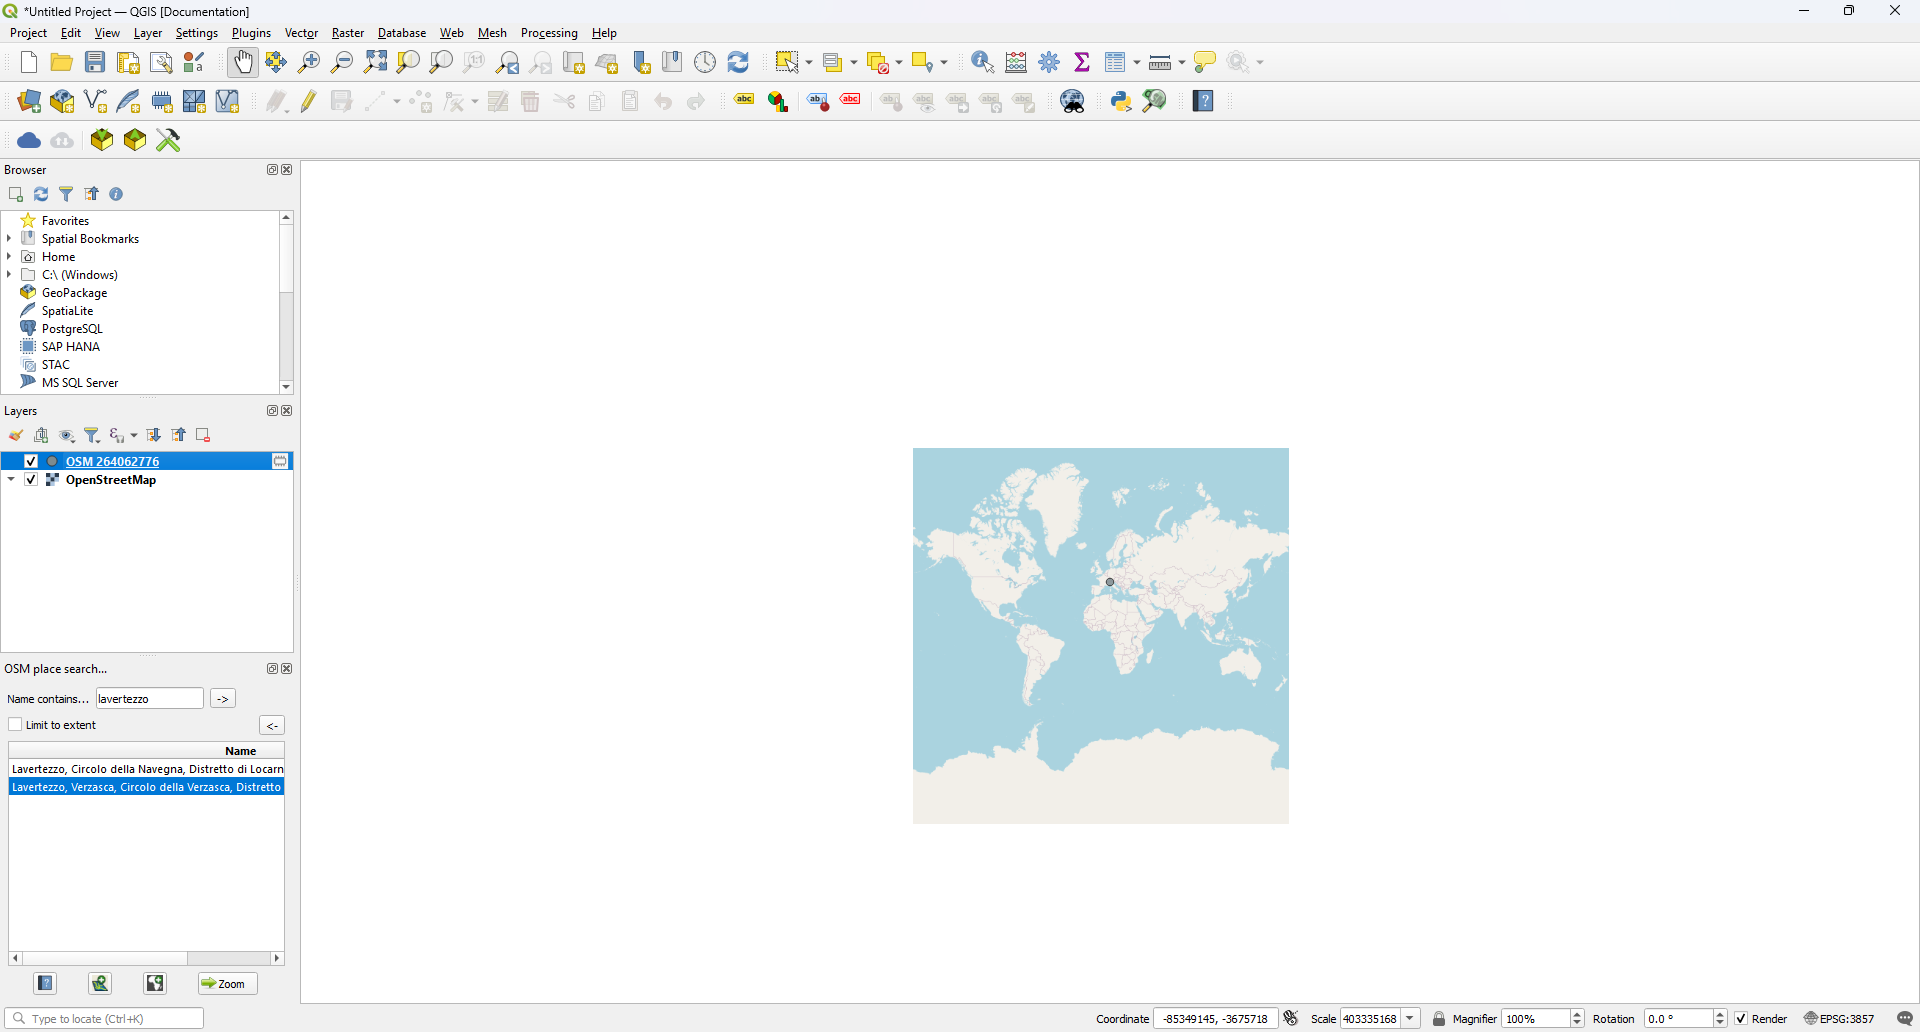 *Untitled Project — QGIS [Documentation]
Project Edit View Layer Settings Plugins Vector Raster Database Web Mesh Processing Help
Browser
Favorites
Spatial Bookmarks
Home
C:\ (Windows)
GeoPackage
SpatiaLite
PostgreSQL
SAP HANA
STAC
MS SQL Server
Layers
OSM 264062776
OpenStreetMap
OSM place search...
Name contains... lavertezzo ->
Limit to extent <-
Name
Lavertezzo, Circolo della Navegna, Distretto di Locarn
Lavertezzo, Verzasca, Circolo della Verzasca, Distretto
Zoom
Type to locate (Ctrl+K)
Coordinate -85349145, -3675718 Scale 403335168 Magnifier 100% Rotation 0.0 ° Render EPSG:3857